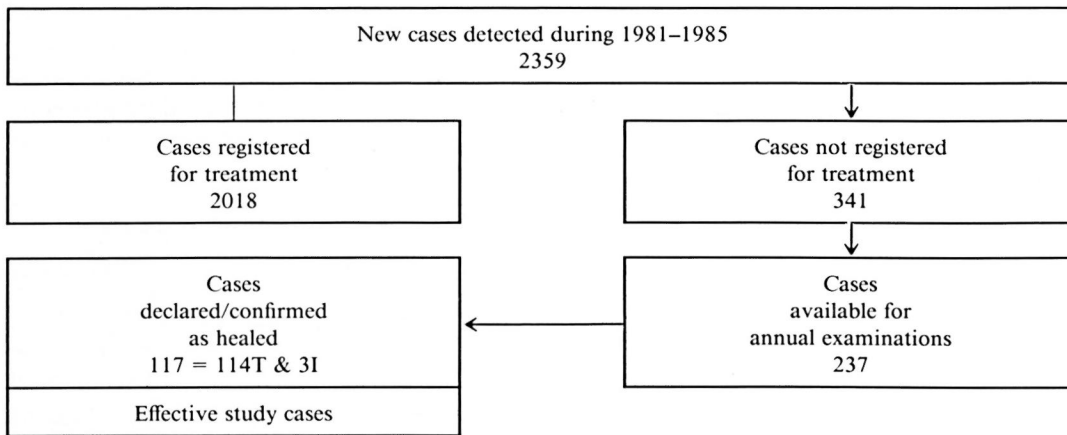 New cases detected during 1981–1985
2359
Cases registered
for treatment
2018
Cases not registered
for treatment
341
Cases
declared/confirmed
as healed
117 = 114T & 3I
Effective study cases
Cases
available for
annual examinations
237